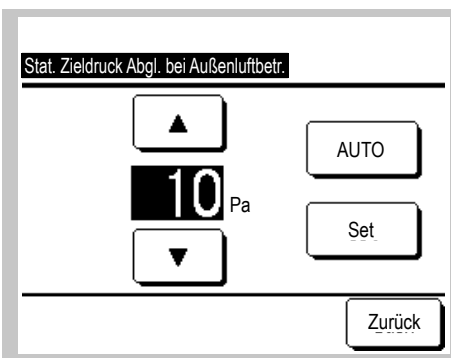 Stat. Zieldruck Abgl. bei Außenluftbetr.
▲
AUTO
10 Pa
Set
▼
Zurück